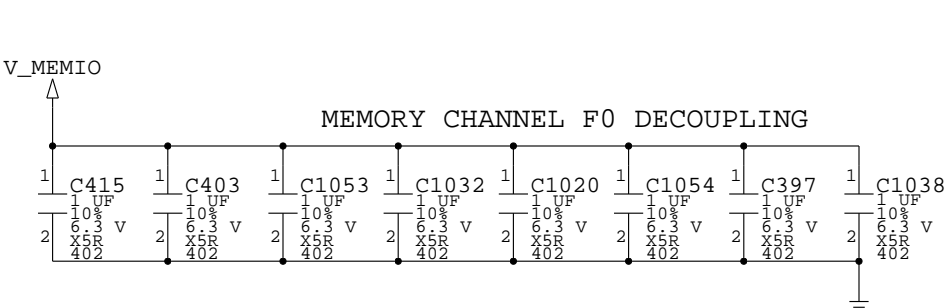 V_MEMIO
MEMORY CHANNEL F0 DECOUPLING
1 C415
1 UF
10%
6.3 V
2 X5R
402
1 C403
1 UF
10%
6.3 V
2 X5R
402
1 C1053
1 UF
10%
6.3 V
2 X5R
402
1 C1032
1 UF
10%
6.3 V
2 X5R
402
1 C1020
1 UF
10%
6.3 V
2 X5R
402
1 C1054
1 UF
10%
6.3 V
2 X5R
402
1 C397
1 UF
10%
6.3 V
2 X5R
402
1 C1038
1 UF
10%
6.3 V
2 X5R
402